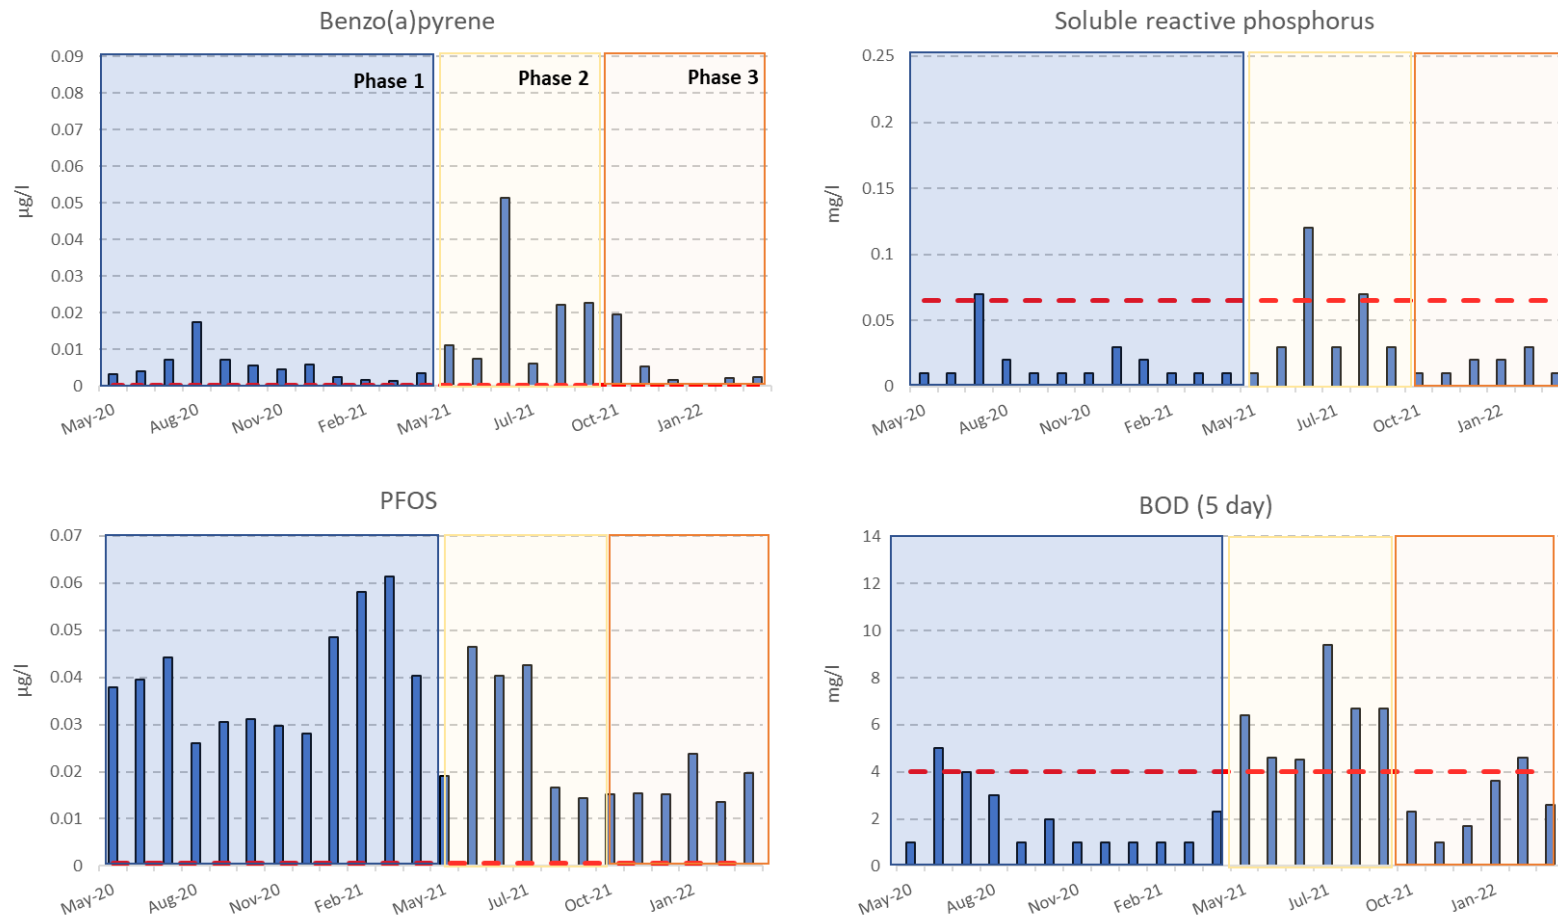 Benzo(a)pyrene
0.09
0.08
0.07
0.06
0.05
0.04
0.03
0.02
0.01
0
µg/l
Phase 1
Phase 2
Phase 3
May-20
Aug-20
Nov-20
Feb-21
May-21
Jul-21
Oct-21
Jan-22
Soluble reactive phosphorus
0.25
0.2
0.15
0.1
0.05
0
mg/l
May-20
Aug-20
Nov-20
Feb-21
May-21
Jul-21
Oct-21
Jan-22
PFOS
0.07
0.06
0.05
0.04
0.03
0.02
0.01
0
µg/l
May-20
Aug-20
Nov-20
Feb-21
May-21
Jul-21
Oct-21
Jan-22
BOD (5 day)
14
12
10
8
6
4
2
0
mg/l
May-20
Aug-20
Nov-20
Feb-21
May-21
Jul-21
Oct-21
Jan-22